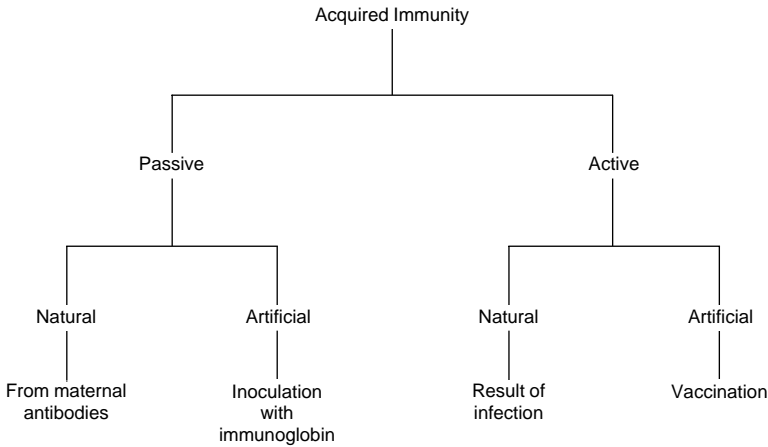 Acquired Immunity
Passive
Active
Natural
Artificial
Natural
Artificial
From maternal
antibodies
Inoculation
with
immunoglobin
Result of
infection
Vaccination